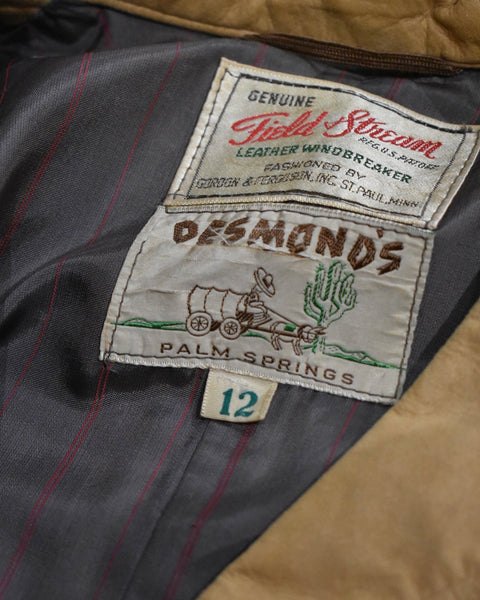 GENUINE
Field & Stream
REG. U.S. PAT. OFF.
LEATHER WINDBREAKER
FASHIONED BY
GORDON & FERGUSON, INC. ST. PAUL, MINN.
DESMOND'S
PALM SPRINGS
12